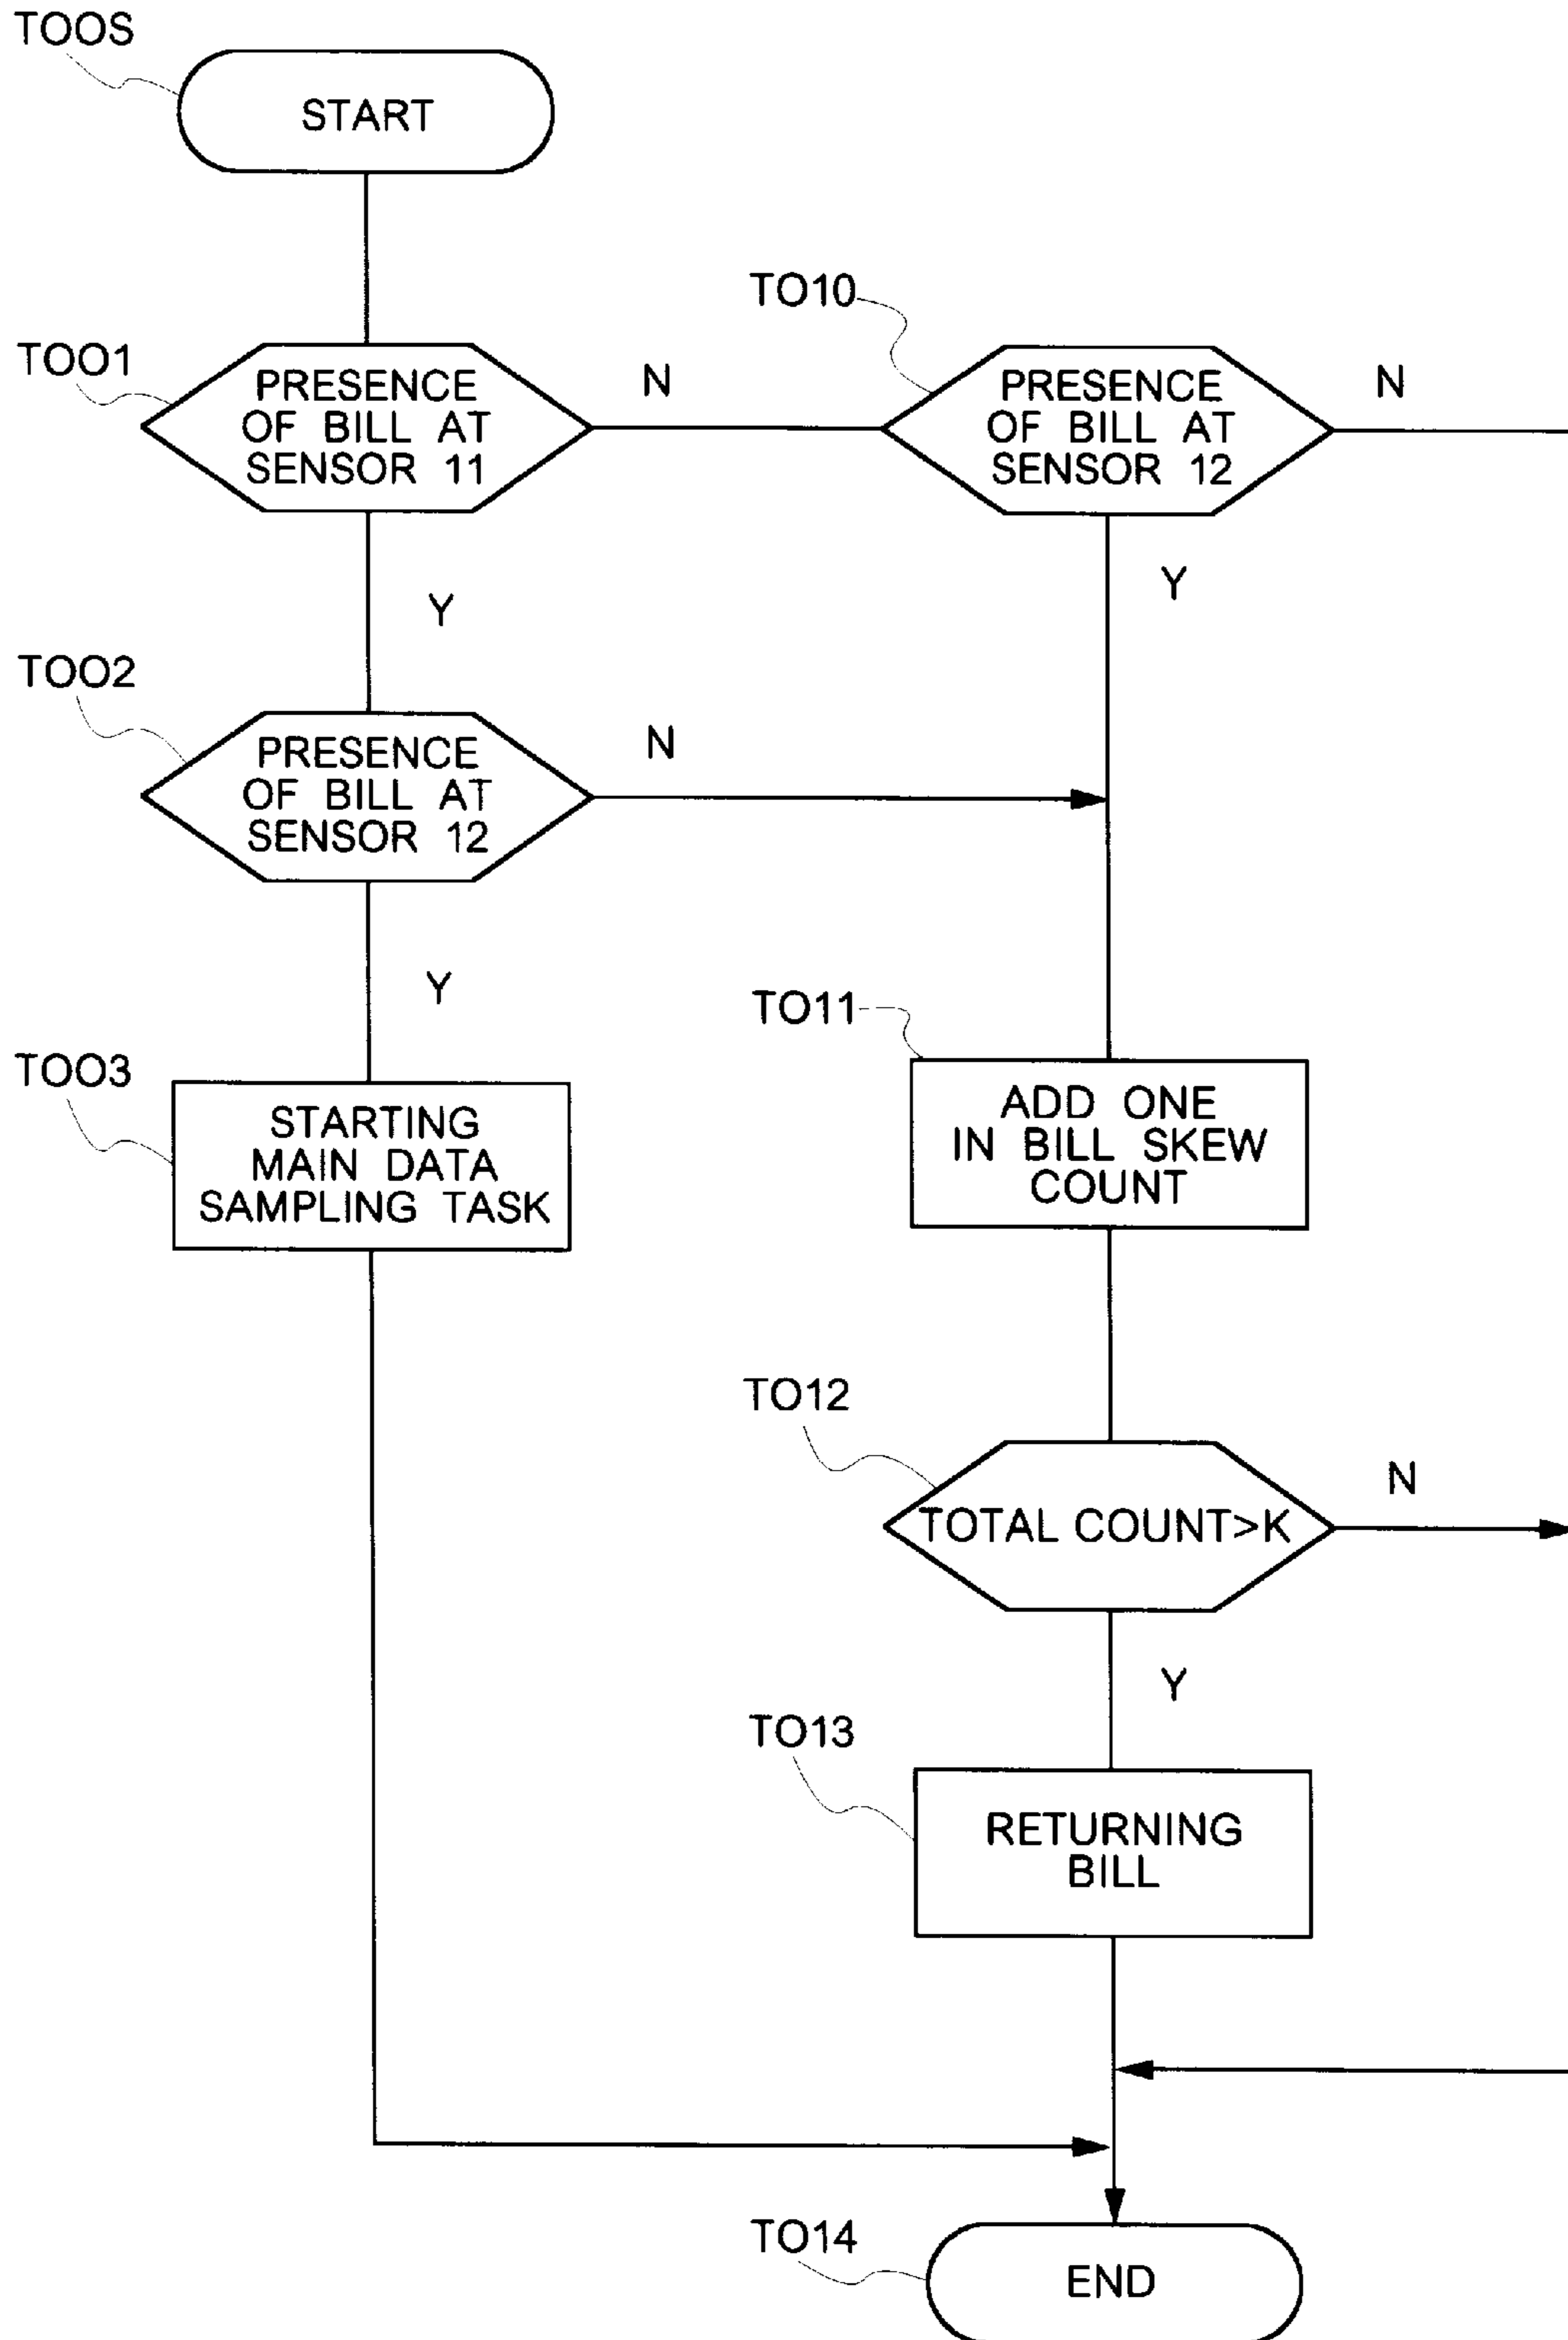 TOOS
START
TOO1
PRESENCE
OF BILL AT
SENSOR 11
N
TO10
PRESENCE
OF BILL AT
SENSOR 12
N
Y
Y
TOO2
PRESENCE
OF BILL AT
SENSOR 12
N
Y
TOO3
STARTING
MAIN DATA
SAMPLING TASK
TO11
ADD ONE
IN BILL SKEW
COUNT
TO12
TOTAL COUNT>K
N
Y
TO13
RETURNING
BILL
TO14
END